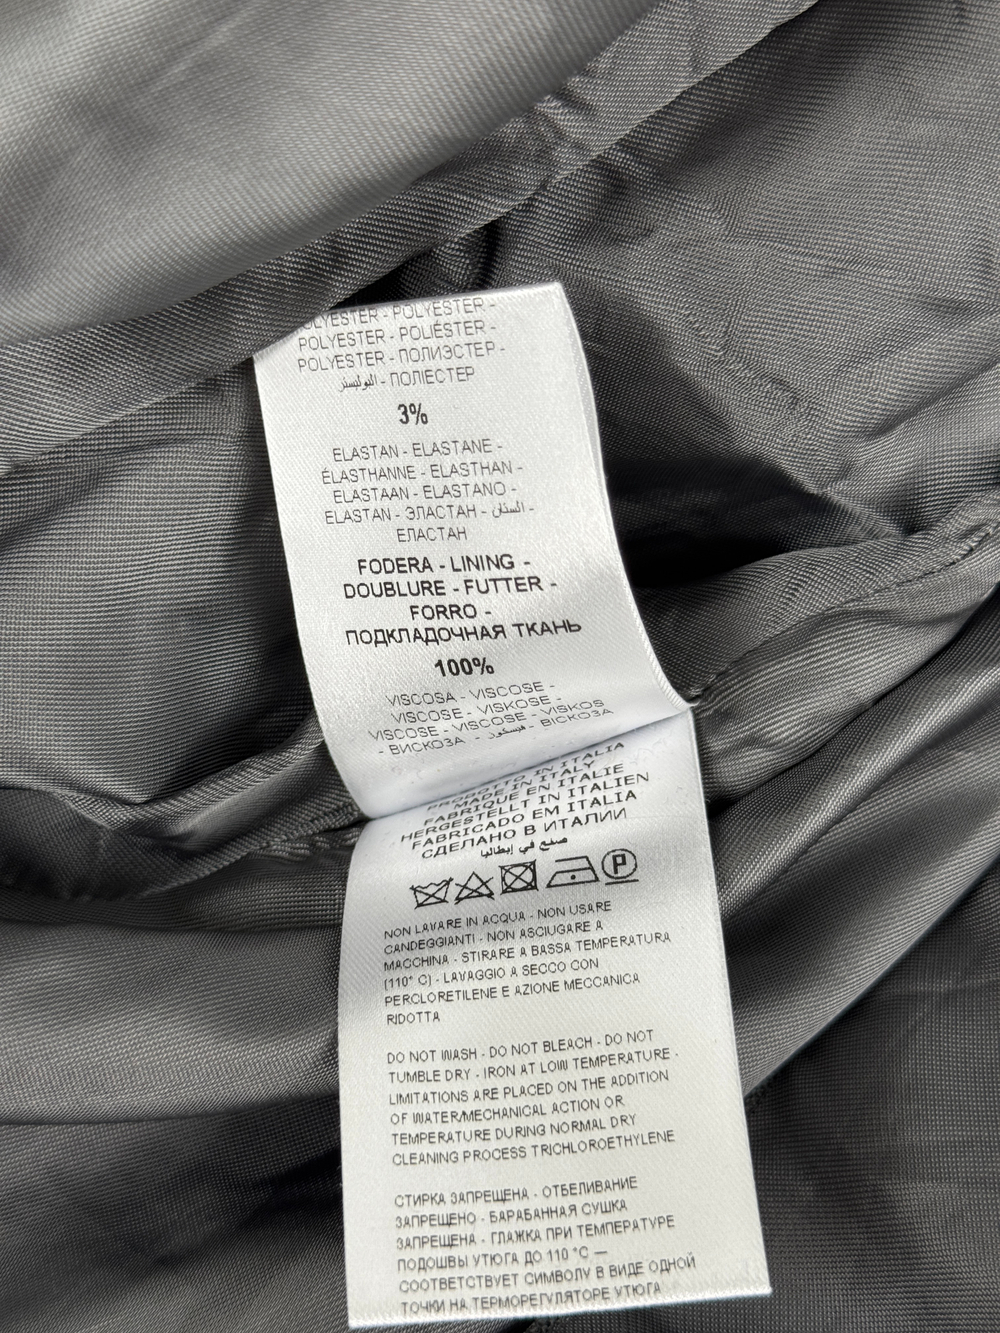 POLYESTER - POLYESTER -
POLYESTER - POLIÉSTER -
POLYESTER - ПОЛИЭСТЕР -
البوليستر - ПОЛІЕСТЕР
3%
ELASTAN - ELASTANE -
ÉLASTHANNE - ELASTHAN -
ELASTAAN - ELASTANO -
ELASTAN - ЭЛАСТАН - الستان -
ЕЛАСТАН
FODERA - LINING -
DOUBLURE - FUTTER -
FORRO -
ПОДКЛАДОЧНАЯ ТКАНЬ
100%
VISCOSA - VISCOSE -
VISCOSE - VISKOSE -
VISCOSE - VISCOSE - VISKOS
- ВИСКОЗА - فيسكوز - ВІСКОЗА
PRODOTTO IN ITALIA
MADE IN ITALY
FABRIQUÉ EN ITALIE
HERGESTELLT IN ITALIEN
FABRICADO EM ITALIA
СДЕЛАНО В ИТАЛИИ
صنع في إيطاليا
P
NON LAVARE IN ACQUA - NON USARE
CANDEGGIANTI - NON ASCIUGARE A
MACCHINA - STIRARE A BASSA TEMPERATURA
(110° C) - LAVAGGIO A SECCO CON
PERCLORETILENE E AZIONE MECCANICA
RIDOTTA
DO NOT WASH - DO NOT BLEACH - DO NOT
TUMBLE DRY - IRON AT LOW TEMPERATURE -
LIMITATIONS ARE PLACED ON THE ADDITION
OF WATER/MECHANICAL ACTION OR
TEMPERATURE DURING NORMAL DRY
CLEANING PROCESS TRICHLOROETHYLENE
СТИРКА ЗАПРЕЩЕНА - ОТБЕЛИВАНИЕ
ЗАПРЕЩЕНО - БАРАБАННАЯ СУШКА
ЗАПРЕЩЕНА - ГЛАЖКА ПРИ ТЕМПЕРАТУРЕ
ПОДОШВЫ УТЮГА ДО 110 °C —
СООТВЕТСТВУЕТ СИМВОЛУ В ВИДЕ ОДНОЙ
ТОЧКИ НА ТЕРМОРЕГУЛЯТОРЕ УТЮГА